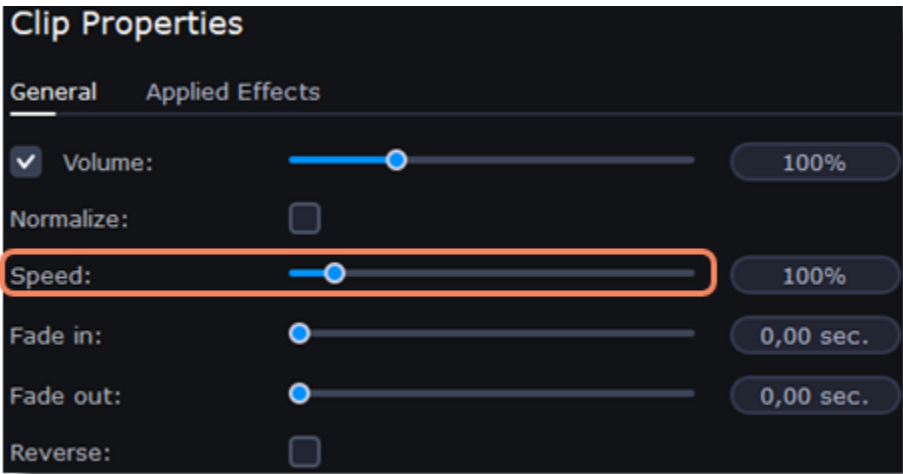 Clip Properties
General Applied Effects
Volume: 100%
Normalize:
Speed: 100%
Fade in: 0,00 sec.
Fade out: 0,00 sec.
Reverse: